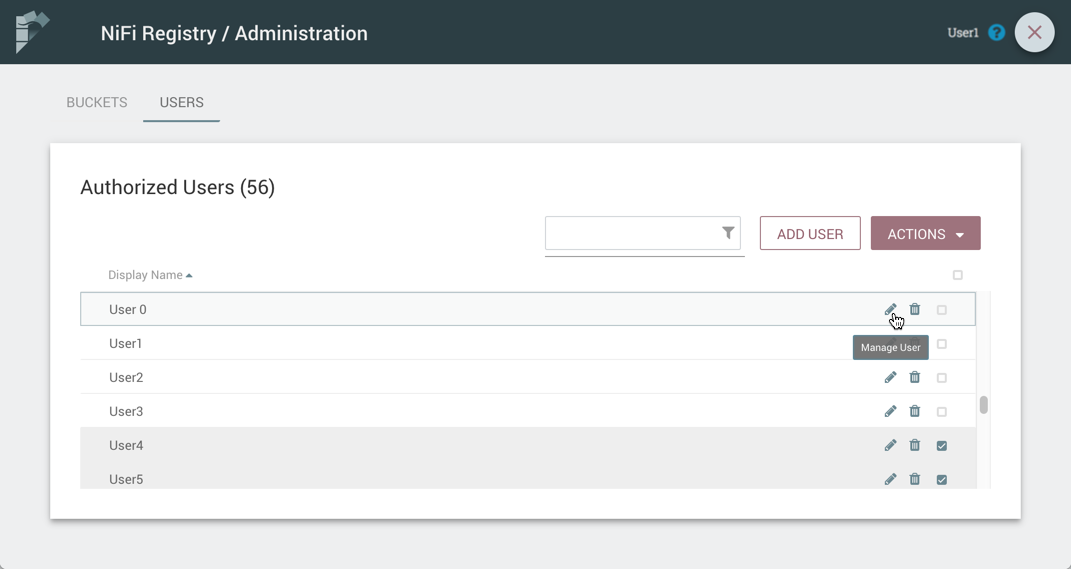 NiFi Registry / Administration
User1 ?
BUCKETS USERS
Authorized Users (56)
ADD USER ACTIONS
Display Name
User 0
User1
Manage User
User2
User3
User4
User5